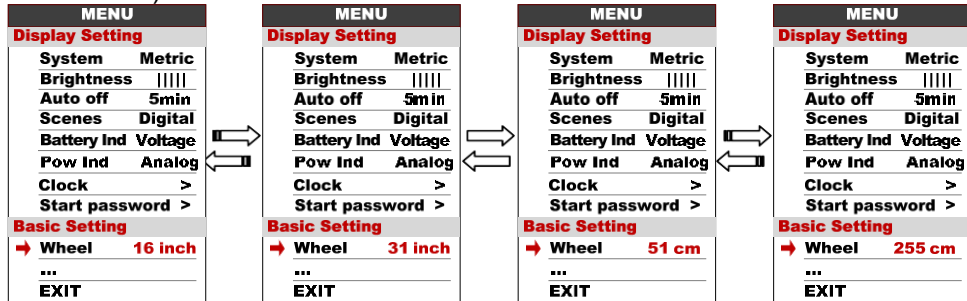 MENU
Display Setting
System Metric
Brightness |||||
Auto off 5min
Scenes Digital
Battery Ind Voltage
Pow Ind Analog
Clock >
Start password >
Basic Setting
Wheel 16 inch
...
EXIT
MENU
Display Setting
System Metric
Brightness |||||
Auto off 5min
Scenes Digital
Battery Ind Voltage
Pow Ind Analog
Clock >
Start password >
Basic Setting
Wheel 31 inch
...
EXIT
MENU
Display Setting
System Metric
Brightness |||||
Auto off 5min
Scenes Digital
Battery Ind Voltage
Pow Ind Analog
Clock >
Start password >
Basic Setting
Wheel 51 cm
...
EXIT
MENU
Display Setting
System Metric
Brightness |||||
Auto off 5min
Scenes Digital
Battery Ind Voltage
Pow Ind Analog
Clock >
Start password >
Basic Setting
Wheel 255 cm
...
EXIT